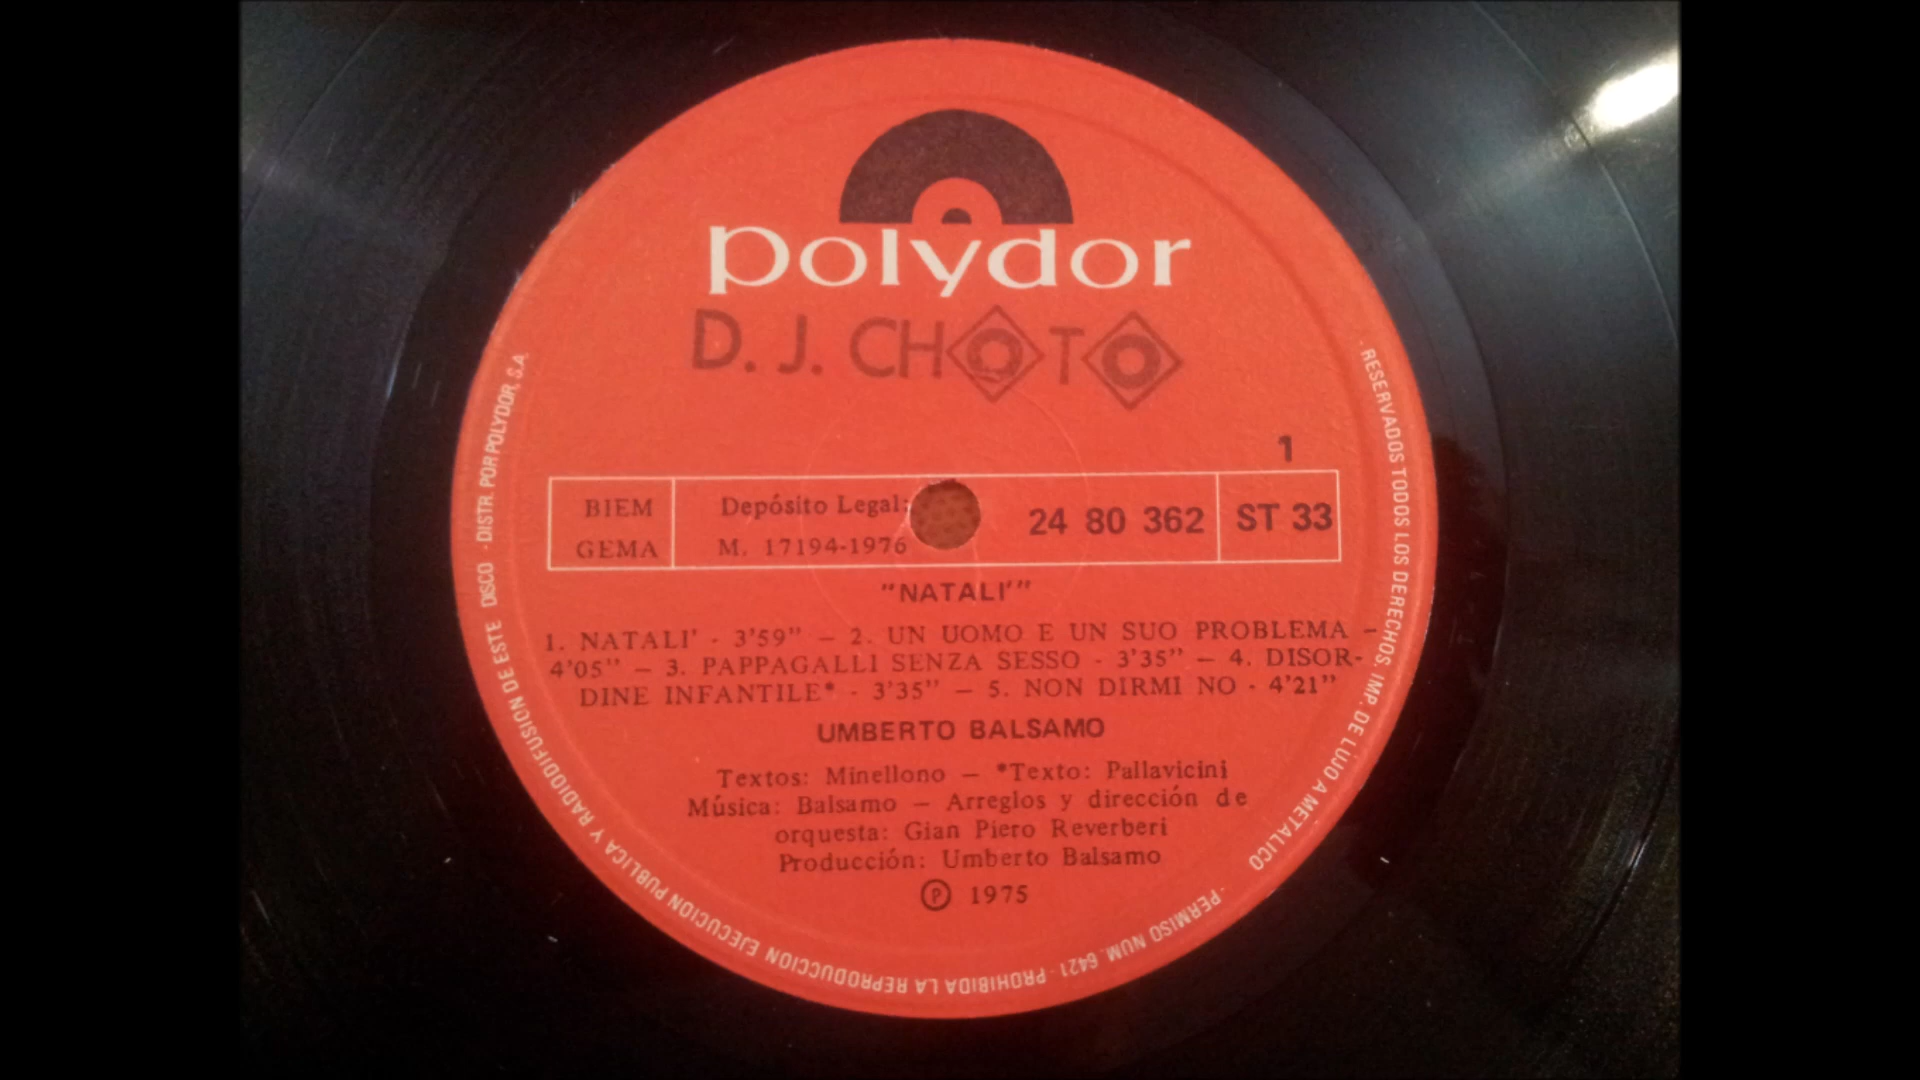 polydor
D. J. CHOTO
1
BIEM
GEMA
Depósito Legal:
M. 17194-1976
24 80 362
ST 33
"NATALI'"
1. NATALI' - 3'59" — 2. UN UOMO E UN SUO PROBLEMA –
4'05" — 3. PAPPAGALLI SENZA SESSO - 3'35" — 4. DISOR-
DINE INFANTILE* - 3'35" — 5. NON DIRMI NO - 4'21"
UMBERTO BALSAMO
Textos: Minellono — *Texto: Pallavicini
Música: Balsamo — Arreglos y dirección de
orquesta: Gian Piero Reverberi
Producción: Umberto Balsamo
Ⓟ 1975
· RESERVADOS TODOS LOS DERECHOS. IMP. DE LUJO A METALICO · PERMISO NUM. 6421 · PROHIBIDA LA REPRODUCCION EJECUCION PUBLICA Y RADIODIFUSION DE ESTE DISCO · DISTR. POR POLYDOR, S.A.